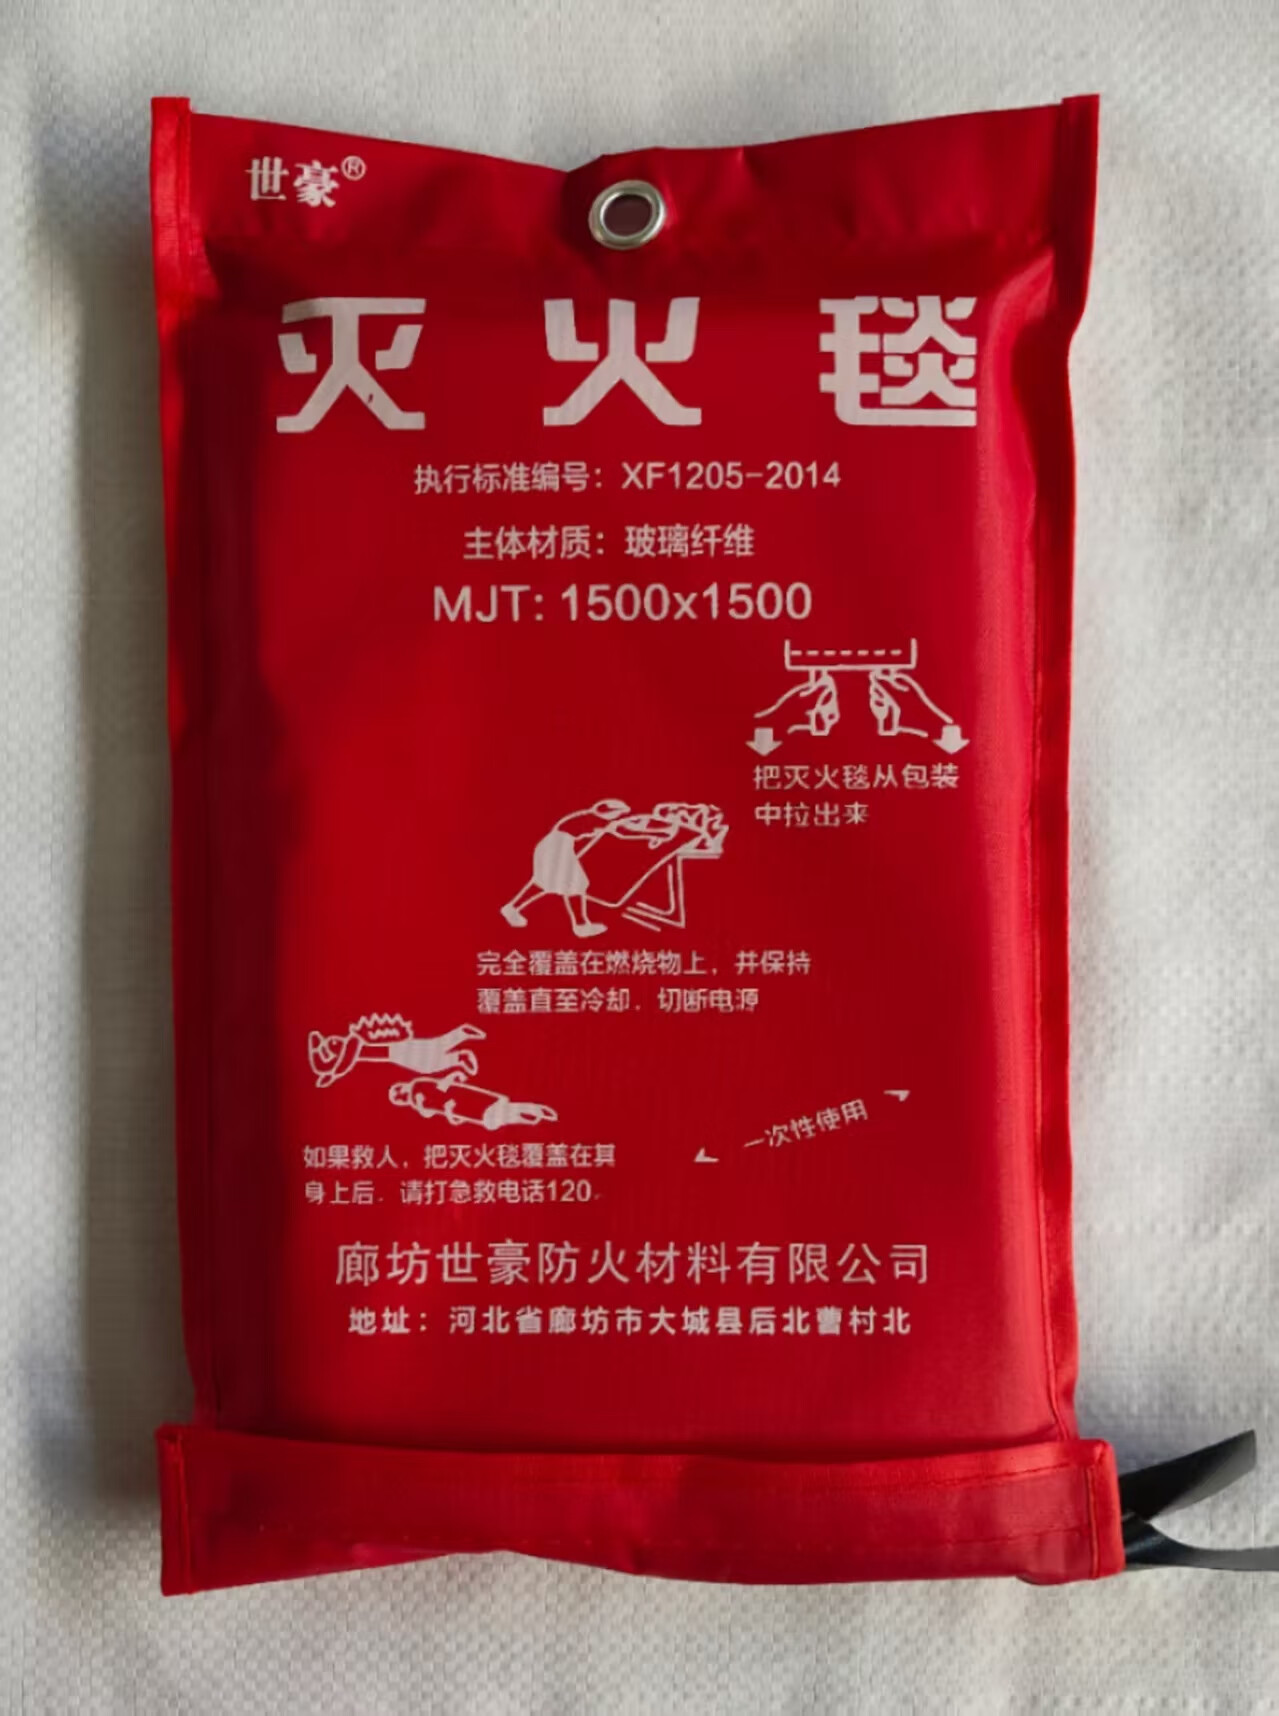 世豪®
灭火毯
执行标准编号：XF1205-2014
主体材质：玻璃纤维
MJT: 1500x1500
把灭火毯从包装
中拉出来
完全覆盖在燃烧物上，并保持
覆盖直至冷却．切断电源
如果救人，把灭火毯覆盖在其
身上后．请打急救电话120．
一次性使用
廊坊世豪防火材料有限公司
地址：河北省廊坊市大城县后北曹村北